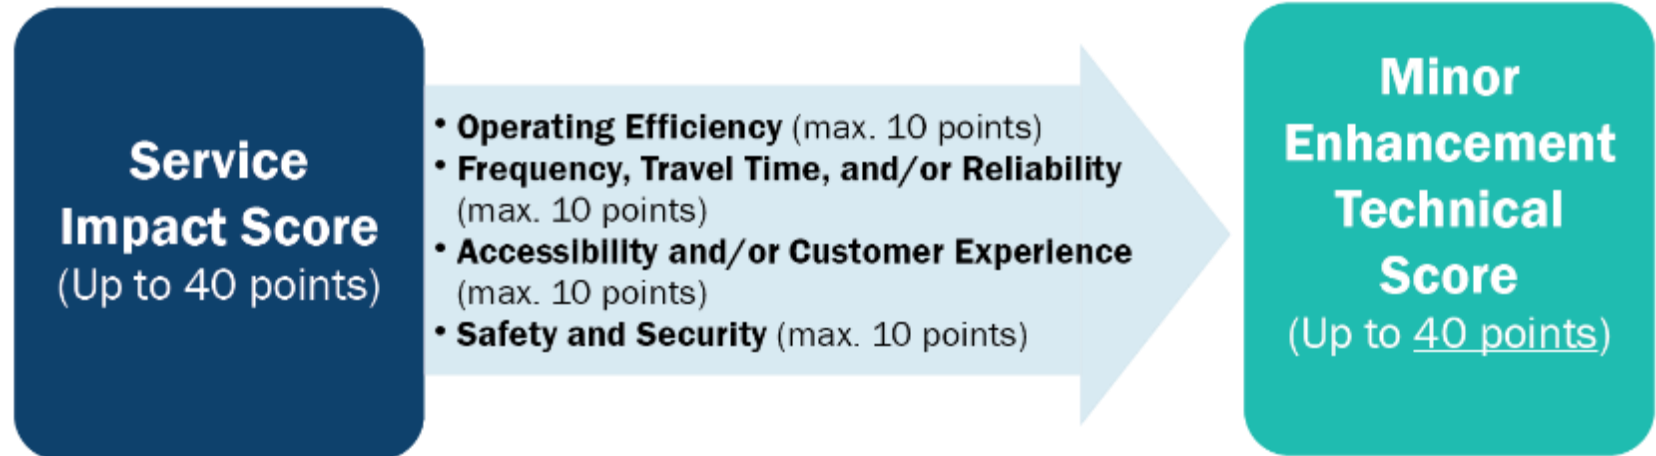 Service
Impact Score
(Up to 40 points)
• Operating Efficiency (max. 10 points)
• Frequency, Travel Time, and/or Reliability
(max. 10 points)
• Accessibility and/or Customer Experience
(max. 10 points)
• Safety and Security (max. 10 points)
Minor
Enhancement
Technical
Score
(Up to 40 points)